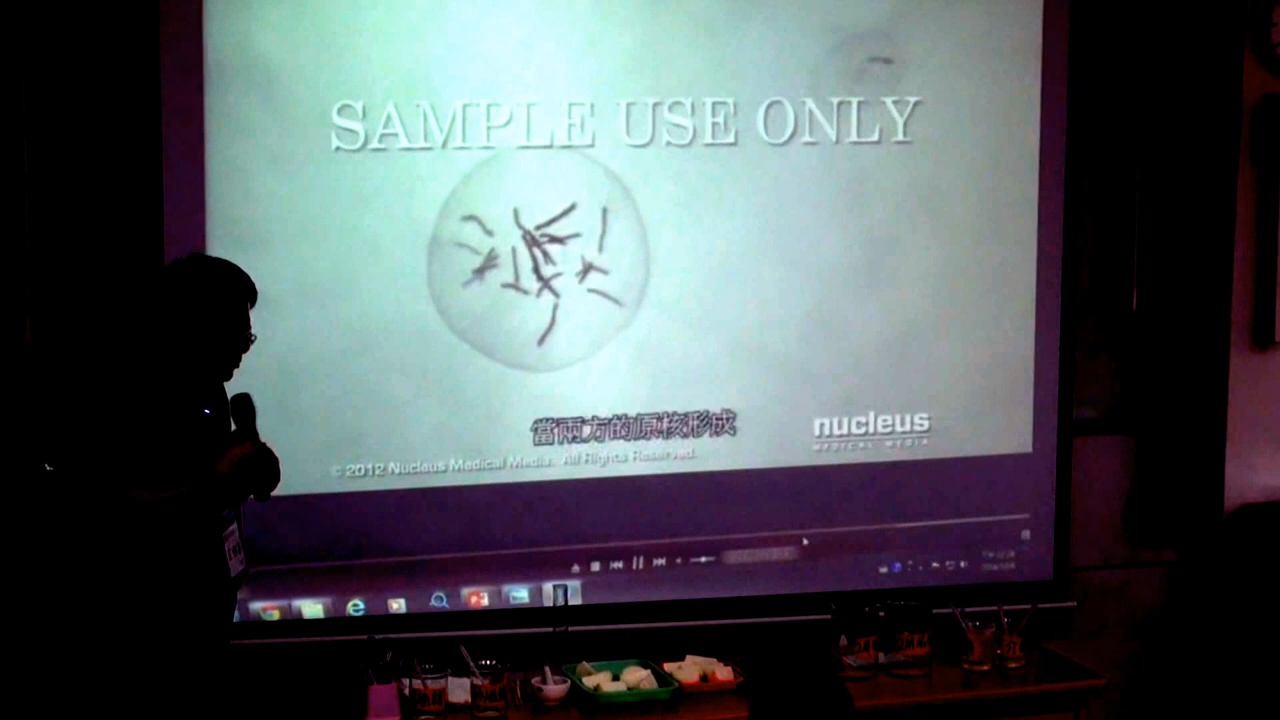 SAMPLE USE ONLY
當兩方的原核形成
nucleus
MEDICAL MEDIA
© 2012 Nucleus Medical Media. All Rights Reserved.